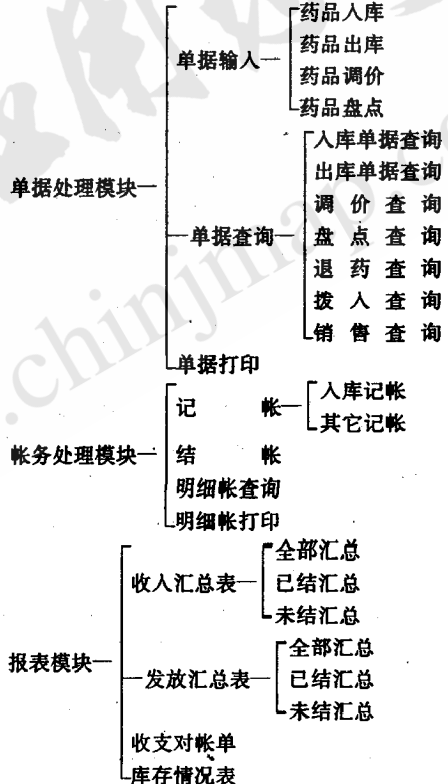 药品入库
药品出库
单据输入
药品调价
药品盘点
入库单据查询
出库单据查询
单据处理模块
调价查询
单据查询
盘点查询
退药查询
拨入查询
销售查询
单据打印
记帐
入库记帐
其它记帐
帐务处理模块
结帐
明细帐查询
明细帐打印
全部汇总
收入汇总表
已结汇总
未结汇总
全部汇总
报表模块
发放汇总表
已结汇总
未结汇总
收支对帐单
库存情况表
.chinjmap.c